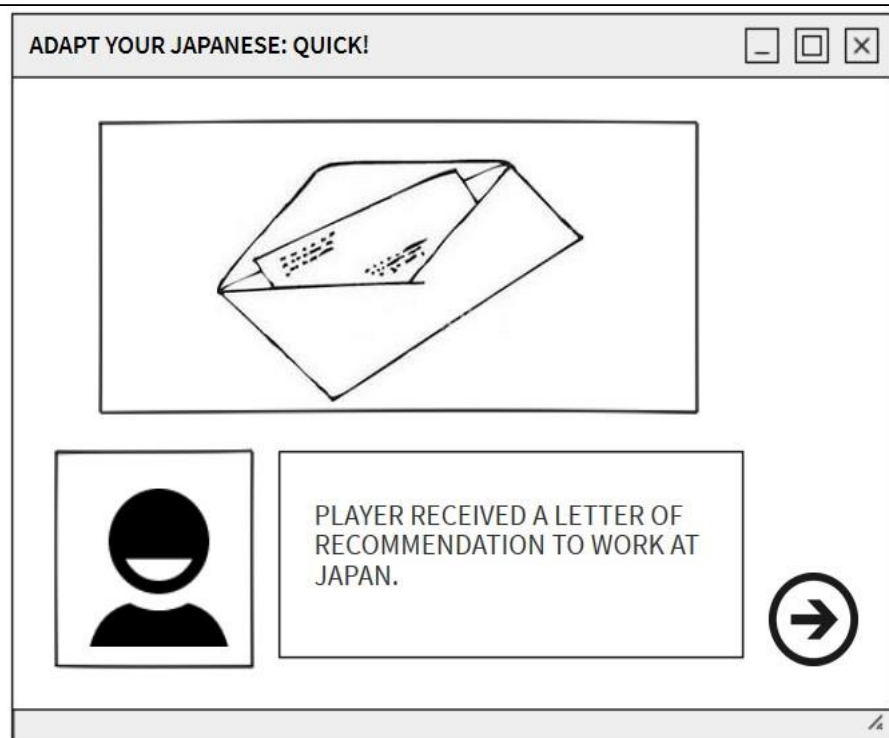 ADAPT YOUR JAPANESE: QUICK!
PLAYER RECEIVED A LETTER OF
RECOMMENDATION TO WORK AT
JAPAN.